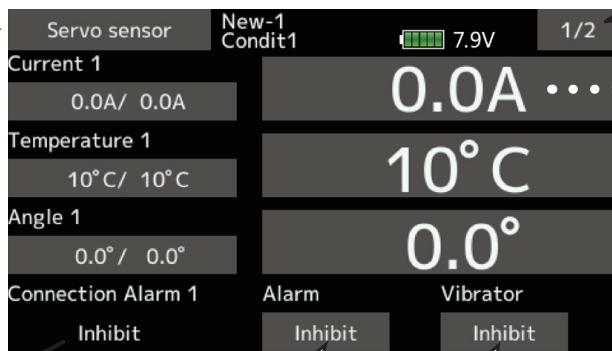 Servo sensor
New-1
Condit1
7.9V
1/2
Current 1
0.0A/ 0.0A
0.0A ...
Temperature 1
10°C/ 10°C
10°C
Angle 1
0.0°/ 0.0°
0.0°
Connection Alarm 1 Alarm Vibrator
Inhibit Inhibit Inhibit